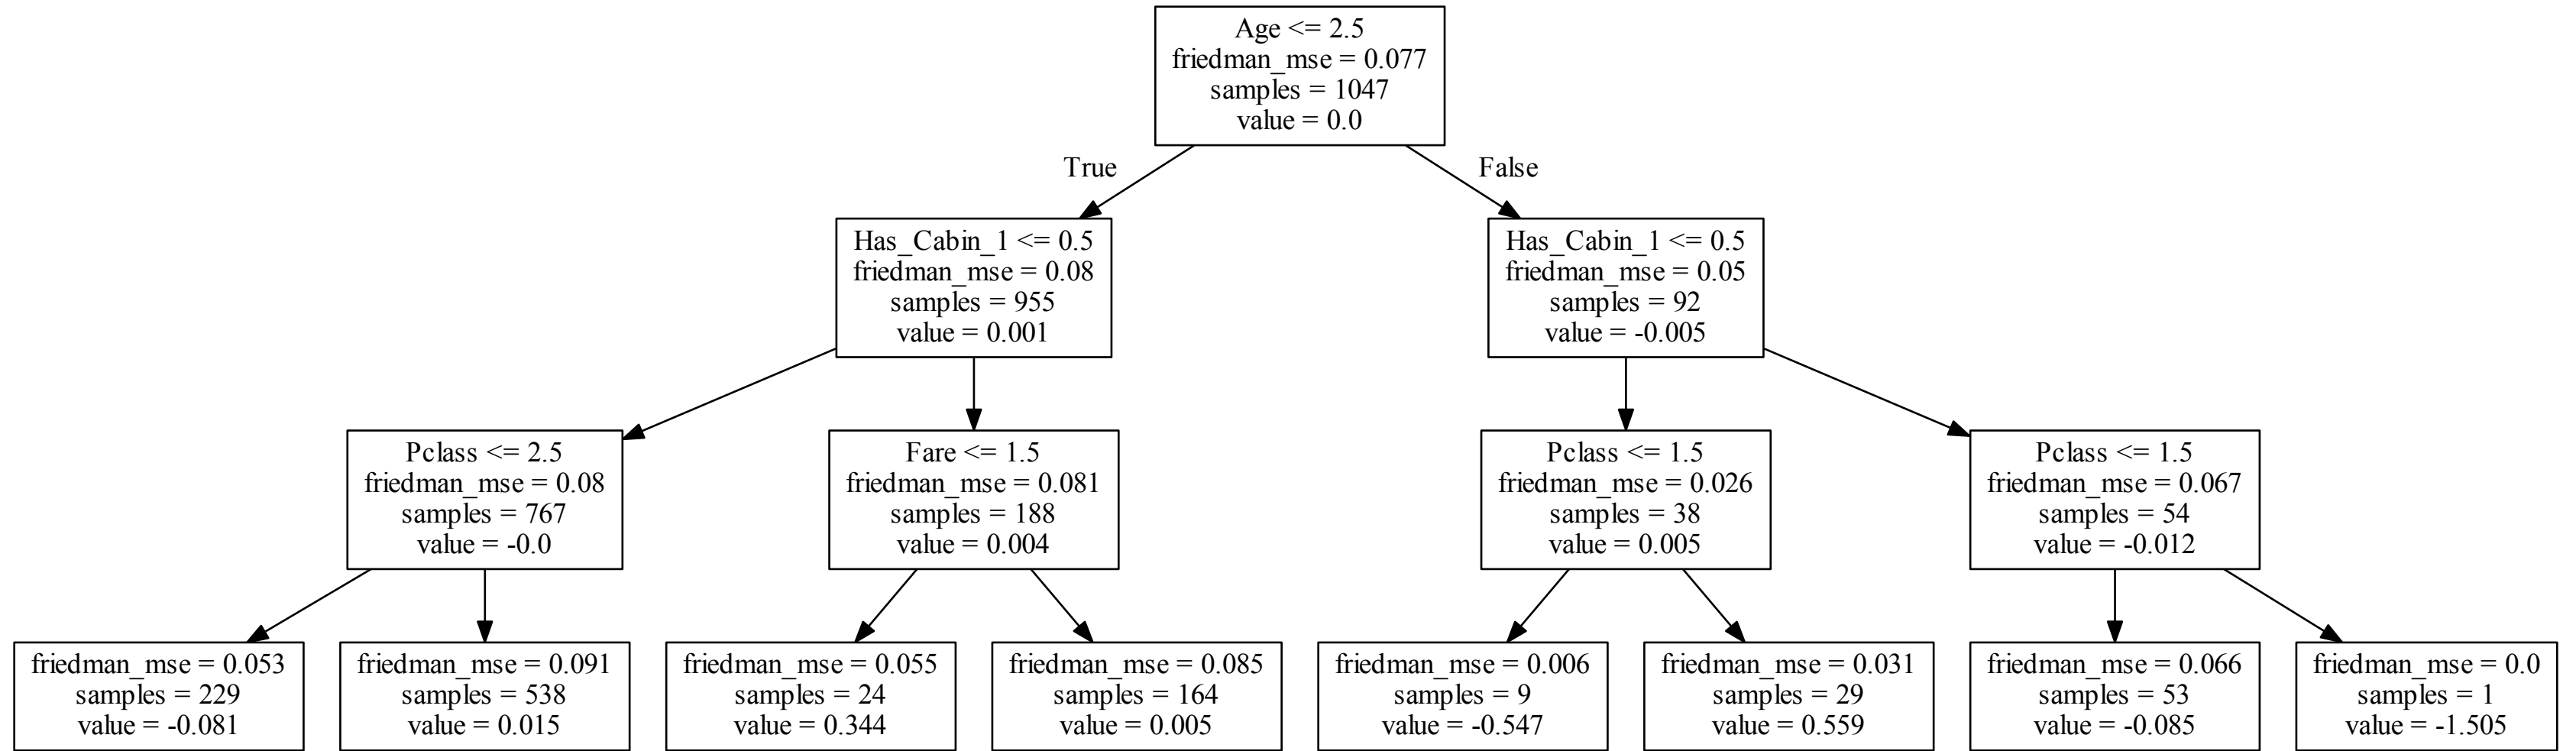 Age <= 2.5
friedman_mse = 0.077
samples = 1047
value = 0.0
True
False
Has_Cabin_1 <= 0.5
friedman_mse = 0.08
samples = 955
value = 0.001
Has_Cabin_1 <= 0.5
friedman_mse = 0.05
samples = 92
value = -0.005
Pclass <= 2.5
friedman_mse = 0.08
samples = 767
value = -0.0
Fare <= 1.5
friedman_mse = 0.081
samples = 188
value = 0.004
Pclass <= 1.5
friedman_mse = 0.026
samples = 38
value = 0.005
Pclass <= 1.5
friedman_mse = 0.067
samples = 54
value = -0.012
friedman_mse = 0.053
samples = 229
value = -0.081
friedman_mse = 0.091
samples = 538
value = 0.015
friedman_mse = 0.055
samples = 24
value = 0.344
friedman_mse = 0.085
samples = 164
value = 0.005
friedman_mse = 0.006
samples = 9
value = -0.547
friedman_mse = 0.031
samples = 29
value = 0.559
friedman_mse = 0.066
samples = 53
value = -0.085
friedman_mse = 0.0
samples = 1
value = -1.505